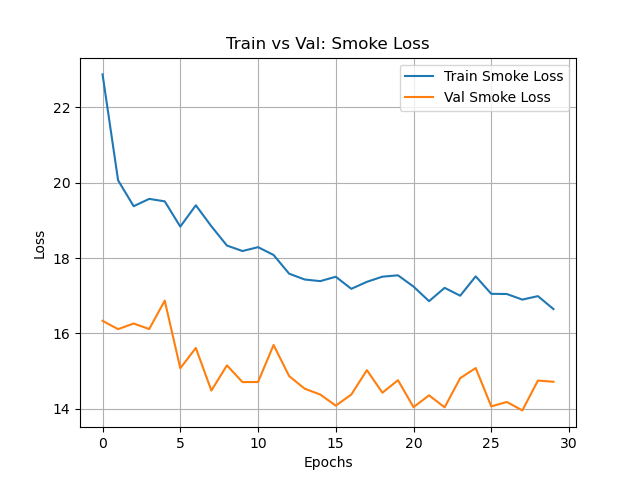 Train vs Val: Smoke Loss
Train Smoke Loss
Val Smoke Loss
Loss
22
20
18
16
14
0 5 10 15 20 25 30
Epochs